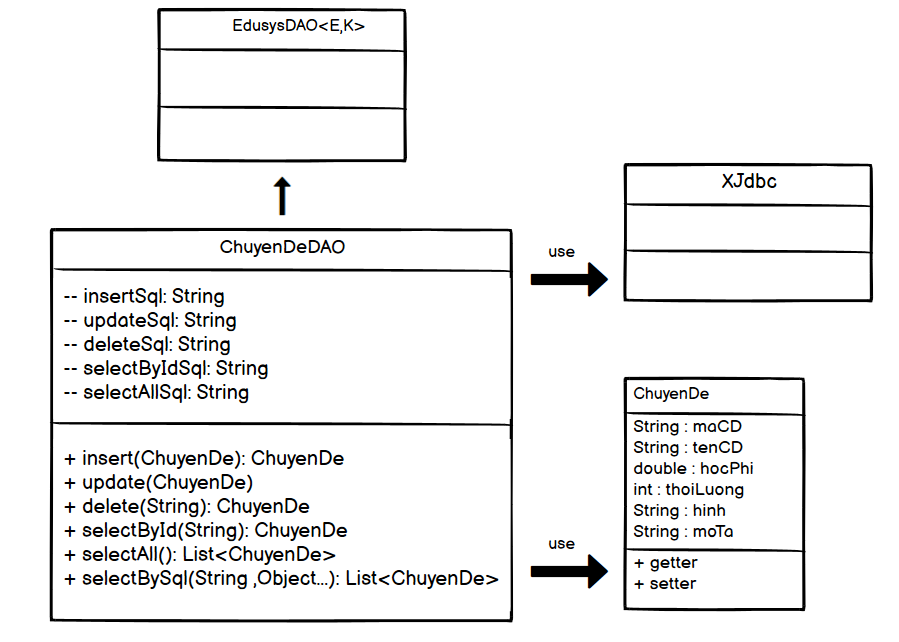 EdusysDAO<E,K>
XJdbc
ChuyenDeDAO
use
-- insertSql: String
-- updateSql: String
-- deleteSql: String
-- selectByIdSql: String
-- selectAllSql: String
+ insert(ChuyenDe): ChuyenDe
+ update(ChuyenDe)
+ delete(String): ChuyenDe
+ selectById(String): ChuyenDe
+ selectAll(): List<ChuyenDe>
+ selectBySql(String ,Object...): List<ChuyenDe>
use
ChuyenDe
String : maCD
String : tenCD
double : hocPhi
int : thoiLuong
String : hinh
String : moTa
+ getter
+ setter